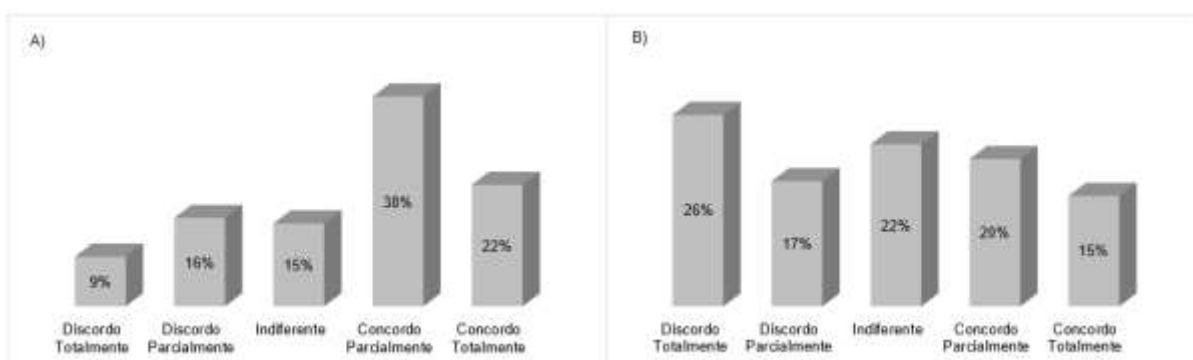 A)
38%
22%
16%
15%
9%
Discordo Totalmente
Discordo Parcialmente
Indiferente
Concordo Parcialmente
Concordo Totalmente
B)
26%
17%
22%
20%
15%
Discordo Totalmente
Discordo Parcialmente
Indiferente
Concordo Parcialmente
Concordo Totalmente